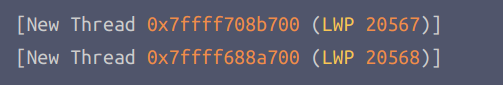 [New Thread 0x7ffff708b700 (LWP 20567)]
[New Thread 0x7ffff688a700 (LWP 20568)]